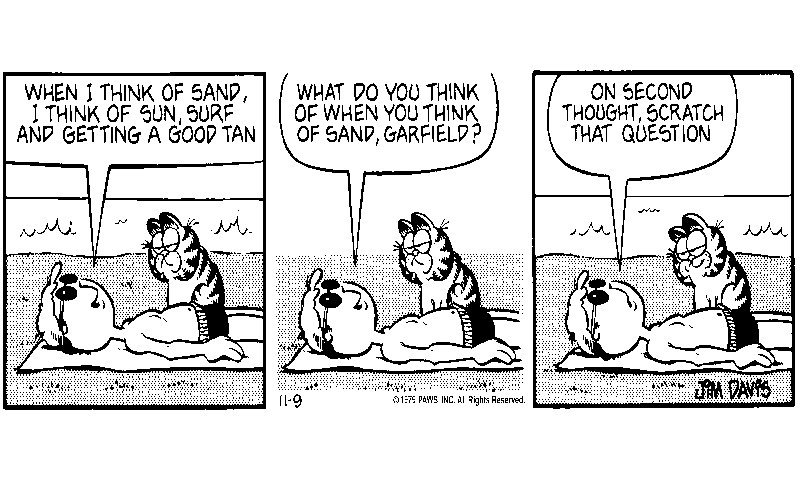 WHEN I THINK OF SAND,
I THINK OF SUN, SURF
AND GETTING A GOOD TAN
WHAT DO YOU THINK
OF WHEN YOU THINK
OF SAND, GARFIELD?
ON SECOND
THOUGHT, SCRATCH
THAT QUESTION
11-9
© 1979 PAWS, INC. All Rights Reserved.
JIM DAVIS